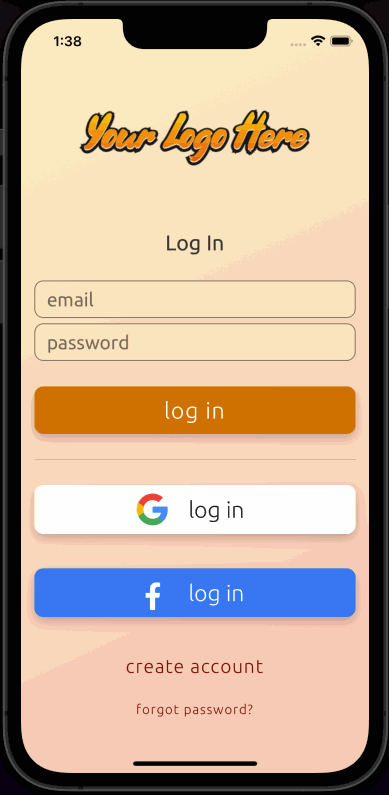 1:38
Your Logo Here
Log In
email
password
log in
log in
log in
create account
forgot password?